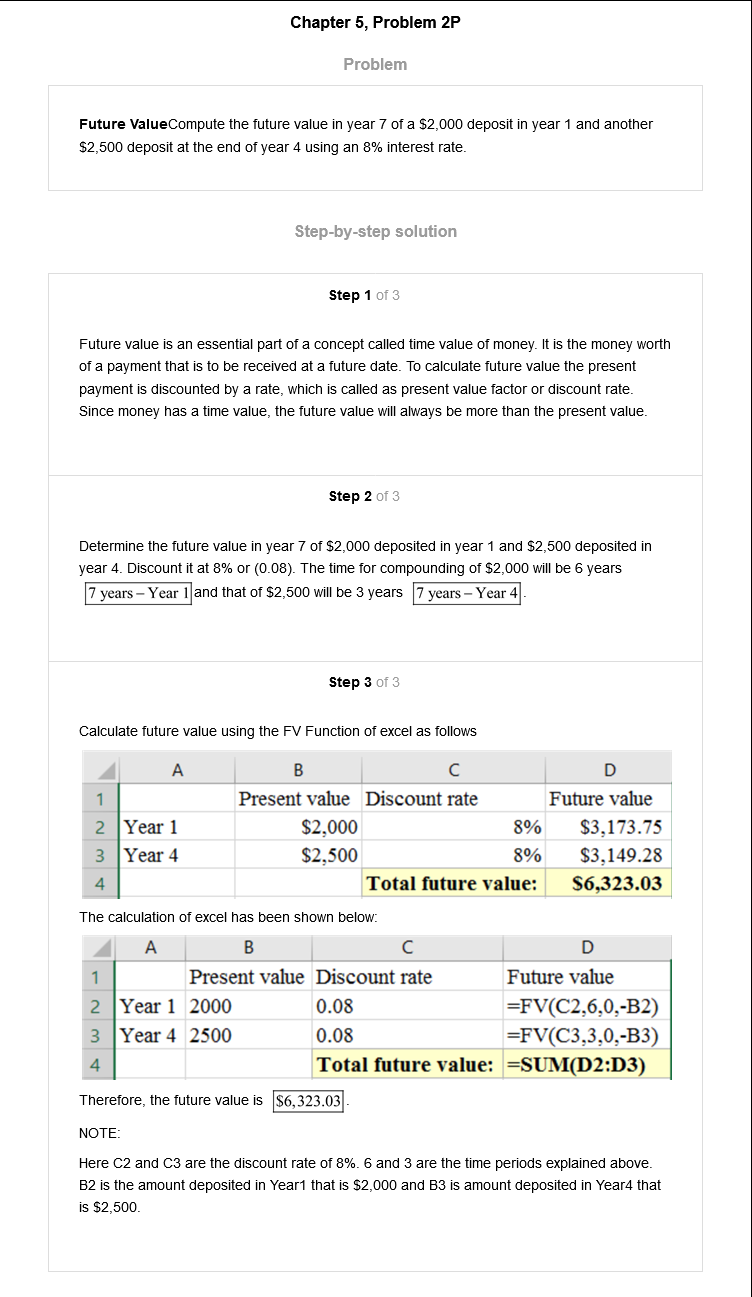 Chapter 5, Problem 2P
Problem
Future ValueCompute the future value in year 7 of a $2,000 deposit in year 1 and another
$2,500 deposit at the end of year 4 using an 8% interest rate.
Step-by-step solution
Step 1 of 3
Future value is an essential part of a concept called time value of money. It is the money worth
of a payment that is to be received at a future date. To calculate future value the present
payment is discounted by a rate, which is called as present value factor or discount rate.
Since money has a time value, the future value will always be more than the present value.
Step 2 of 3
Determine the future value in year 7 of $2,000 deposited in year 1 and $2,500 deposited in
year 4. Discount it at 8% or (0.08). The time for compounding of $2,000 will be 6 years
7 years – Year 1 and that of $2,500 will be 3 years 7 years – Year 4.
Step 3 of 3
Calculate future value using the FV Function of excel as follows
A B C D
1 Present value Discount rate Future value
2 Year 1 $2,000 8% $3,173.75
3 Year 4 $2,500 8% $3,149.28
4 Total future value: $6,323.03
The calculation of excel has been shown below:
A B C D
1 Present value Discount rate Future value
2 Year 1 2000 0.08 =FV(C2,6,0,-B2)
3 Year 4 2500 0.08 =FV(C3,3,0,-B3)
4 Total future value: =SUM(D2:D3)
Therefore, the future value is $6,323.03.
NOTE:
Here C2 and C3 are the discount rate of 8%. 6 and 3 are the time periods explained above.
B2 is the amount deposited in Year1 that is $2,000 and B3 is amount deposited in Year4 that
is $2,500.